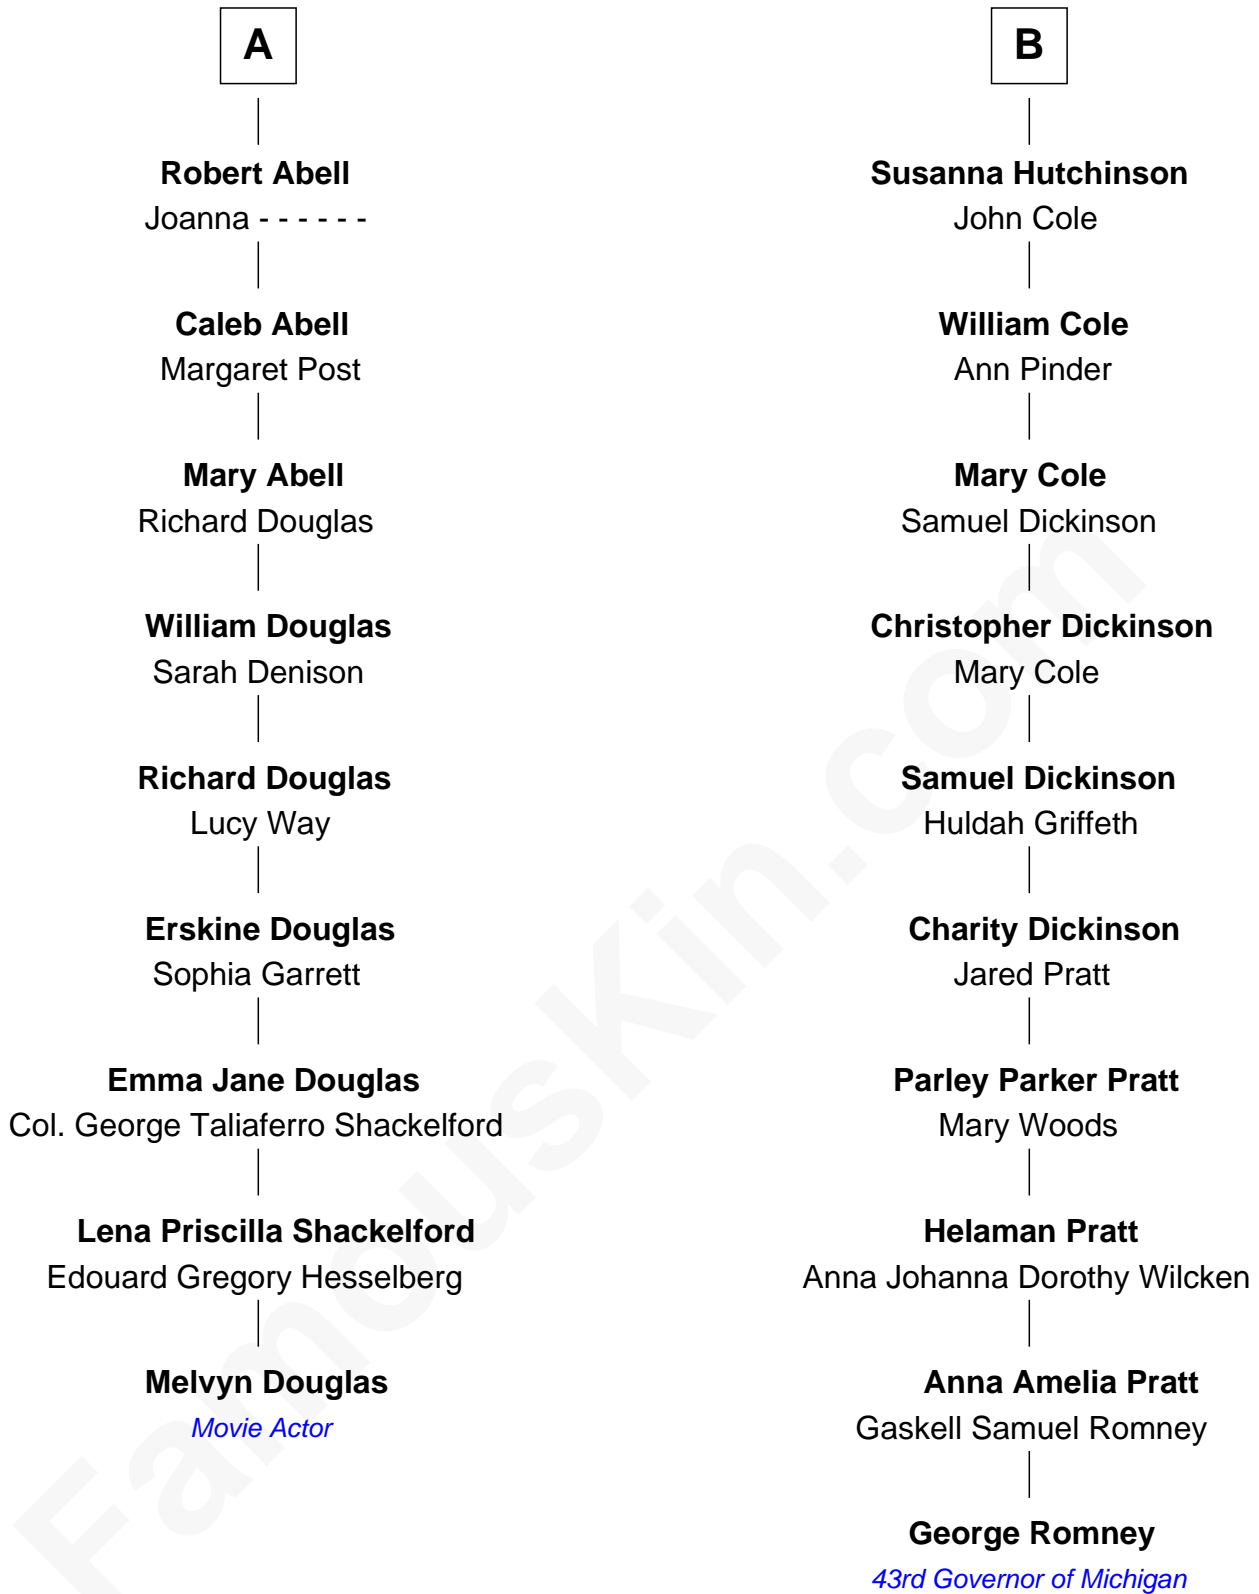 A
Robert Abell
Joanna - - - - - -
Caleb Abell
Margaret Post
Mary Abell
Richard Douglas
William Douglas
Sarah Denison
Richard Douglas
Lucy Way
Erskine Douglas
Sophia Garrett
Emma Jane Douglas
Col. George Taliaferro Shackelford
Lena Priscilla Shackelford
Edouard Gregory Hesselberg
Melvyn Douglas
Movie Actor
B
Susanna Hutchinson
John Cole
William Cole
Ann Pinder
Mary Cole
Samuel Dickinson
Christopher Dickinson
Mary Cole
Samuel Dickinson
Huldah Griffeth
Charity Dickinson
Jared Pratt
Parley Parker Pratt
Mary Woods
Helaman Pratt
Anna Johanna Dorothy Wilcken
Anna Amelia Pratt
Gaskell Samuel Romney
George Romney
43rd Governor of Michigan
FamousKin.com